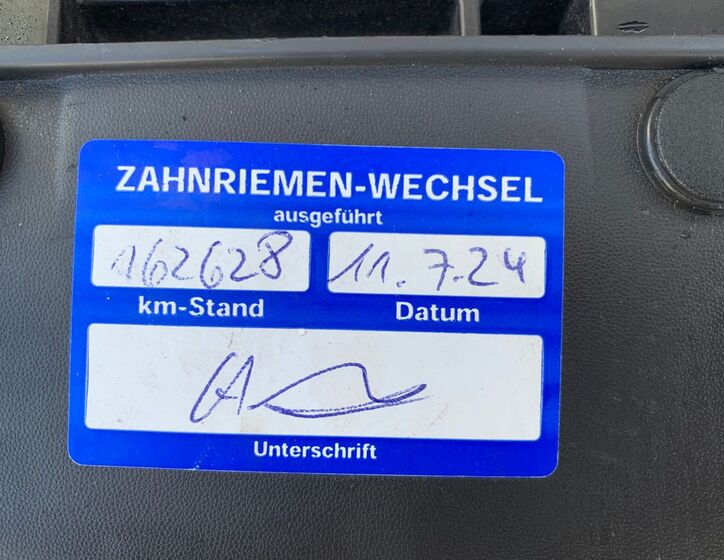 ZAHNRIEMEN-WECHSEL
ausgeführt
162628 11.7.24
km-Stand Datum
Unterschrift